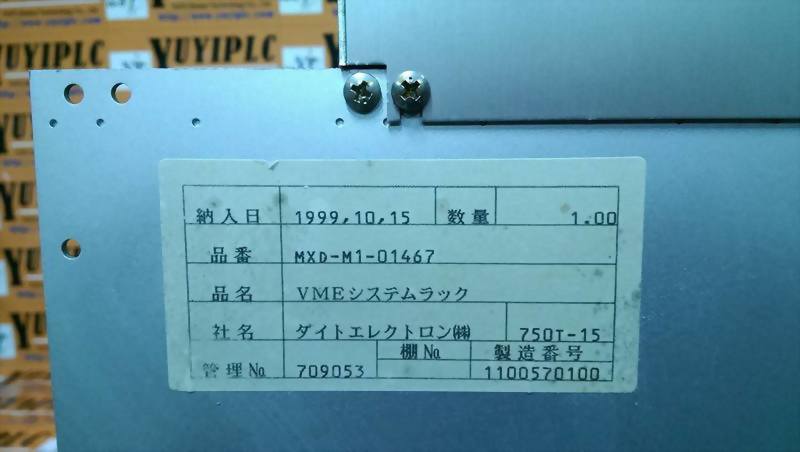 YUYIPLC
YUYIPLC
納入日 1999,10,15 数量 1.00
品番 MXD-M1-01467
品名 VMEシステムラック
社名 ダイトエレクトロン㈱ 750T-15
棚No 製造番号
管理No 709053 1100570100